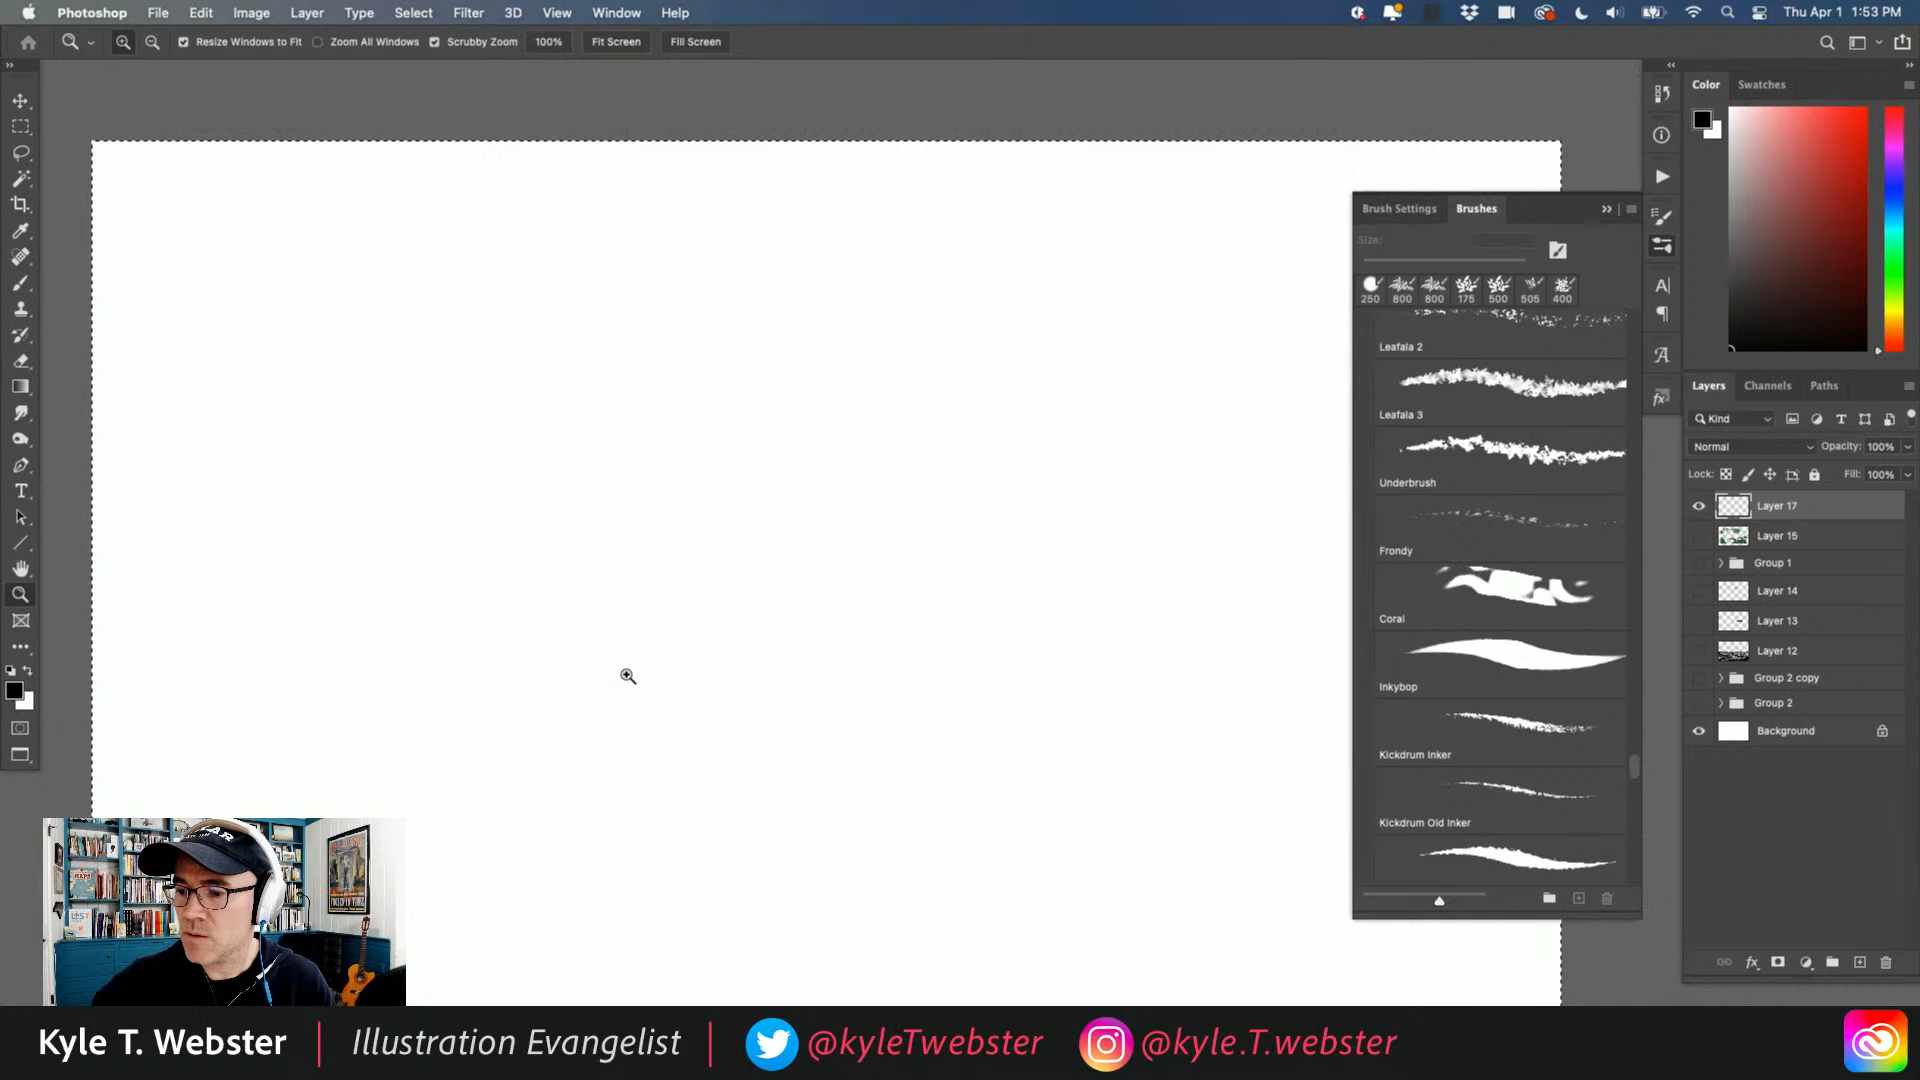 Photoshop File Edit Image Layer Type Select Filter 3D View Window Help
Thu Apr 1 1:53 PM
Resize Windows to Fit Zoom All Windows Scrubby Zoom 100% Fit Screen Fill Screen
Color Swatches
Brush Settings Brushes
Size:
250 800 800 175 500 505 400
Leafala 2
Leafala 3
Underbrush
Frondy
Coral
Inkybop
Kickdrum Inker
Kickdrum Old Inker
Layers Channels Paths
Kind
Normal Opacity: 100%
Lock: Fill: 100%
Layer 17
Layer 15
Group 1
Layer 14
Layer 13
Layer 12
Group 2 copy
Group 2
Background
Kyle T. Webster | Illustration Evangelist | @kyleTwebster @kyle.T.webster